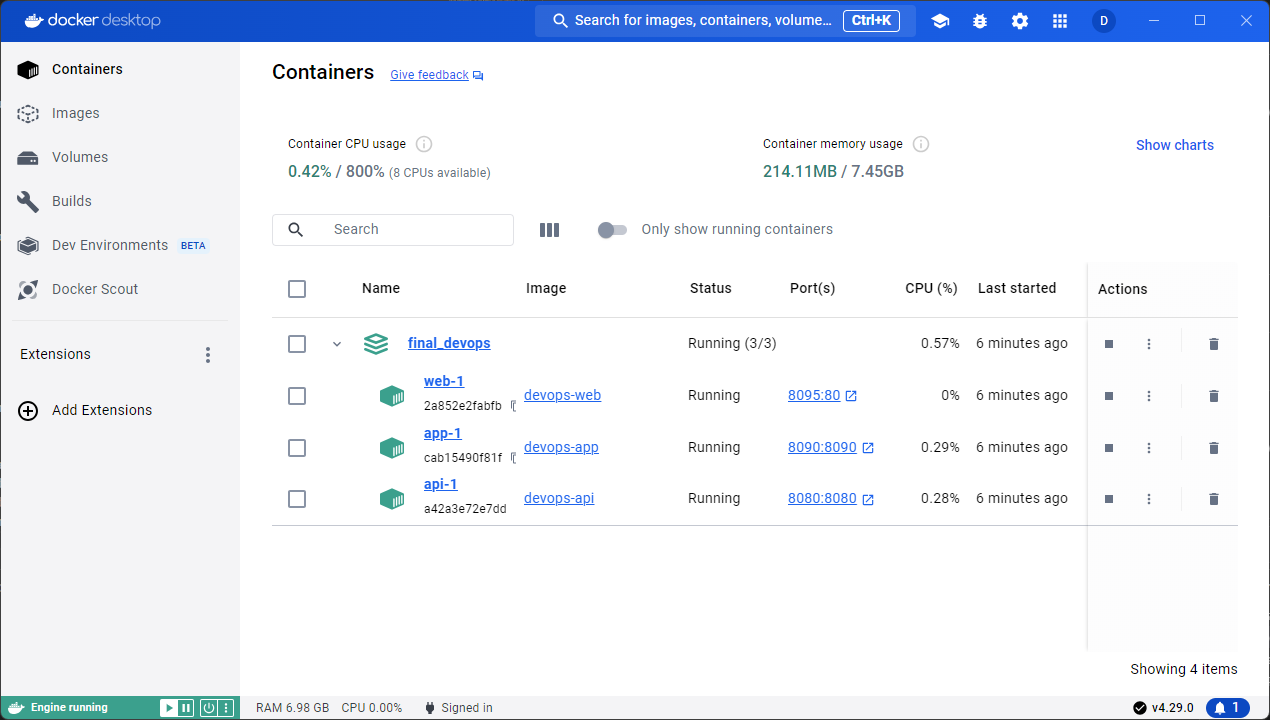 docker desktop
Search for images, containers, volume... Ctrl+K
D
Containers
Images
Volumes
Builds
Dev Environments BETA
Docker Scout
Extensions
Add Extensions
Containers Give feedback
Container CPU usage
0.42% / 800% (8 CPUs available)
Container memory usage
214.11MB / 7.45GB
Show charts
Search
Only show running containers
Name Image Status Port(s) CPU (%) Last started Actions
final_devops Running (3/3) 0.57% 6 minutes ago
web-1
2a852e2fabfb
devops-web Running 8095:80 0% 6 minutes ago
app-1
cab15490f81f
devops-app Running 8090:8090 0.29% 6 minutes ago
api-1
a42a3e72e7dd
devops-api Running 8080:8080 0.28% 6 minutes ago
Showing 4 items
Engine running
RAM 6.98 GB CPU 0.00% Signed in
v4.29.0
1